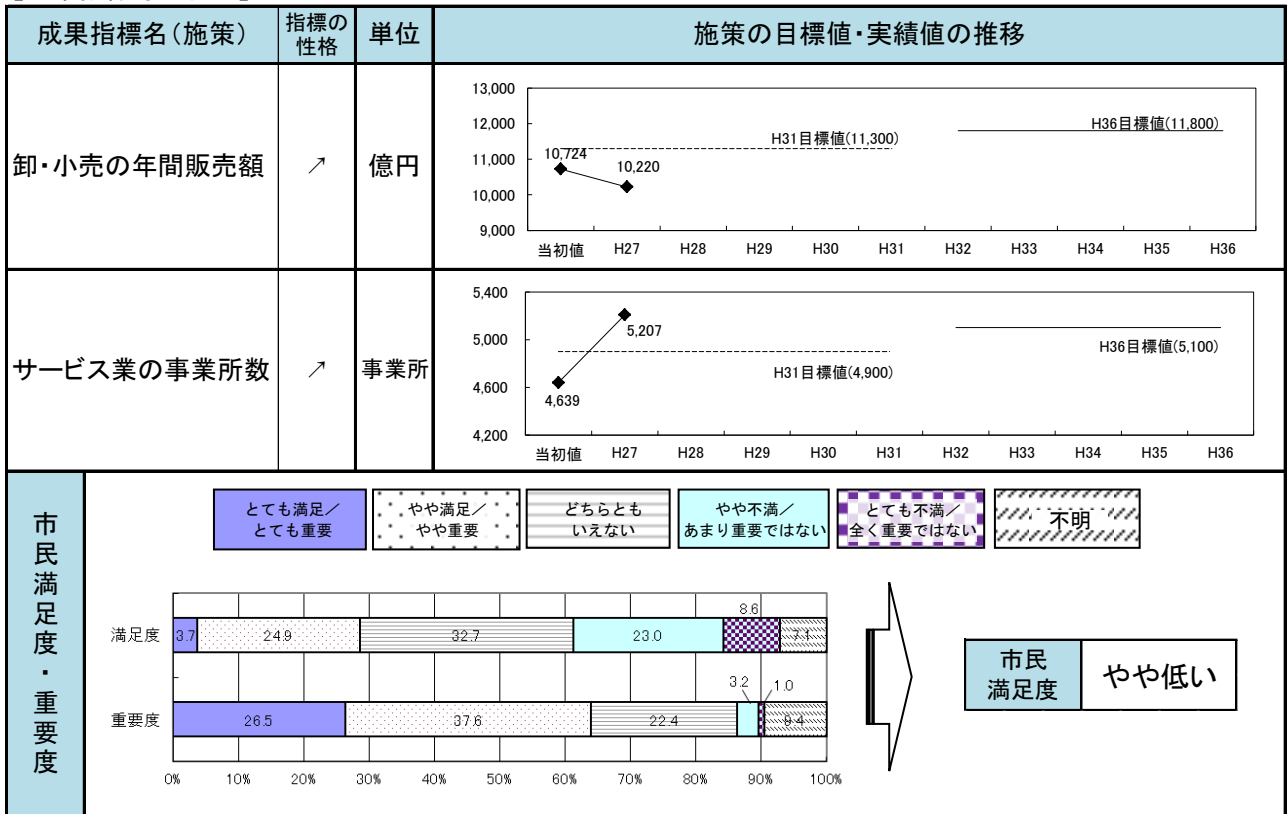 成果指標名(施策)
指標の
性格
単位
施策の目標値・実績値の推移
卸・小売の年間販売額
↗
億円
13,000
12,000
11,000
10,000
9,000
10,724
10,220
H31目標値(11,300)
H36目標値(11,800)
当初値 H27 H28 H29 H30 H31 H32 H33 H34 H35 H36
サービス業の事業所数
↗
事業所
5,400
5,000
4,600
4,200
4,639
5,207
H31目標値(4,900)
H36目標値(5,100)
当初値 H27 H28 H29 H30 H31 H32 H33 H34 H35 H36
市民満足度・重要度
とても満足/
とても重要
やや満足/
やや重要
どちらとも
いえない
やや不満/
あまり重要ではない
とても不満/
全く重要ではない
不明
満足度 3.7 24.9 32.7 23.0 8.6 7.1
重要度 26.5 37.6 22.4 3.2 1.0 9.4
0% 10% 20% 30% 40% 50% 60% 70% 80% 90% 100%
市民
満足度
やや低い